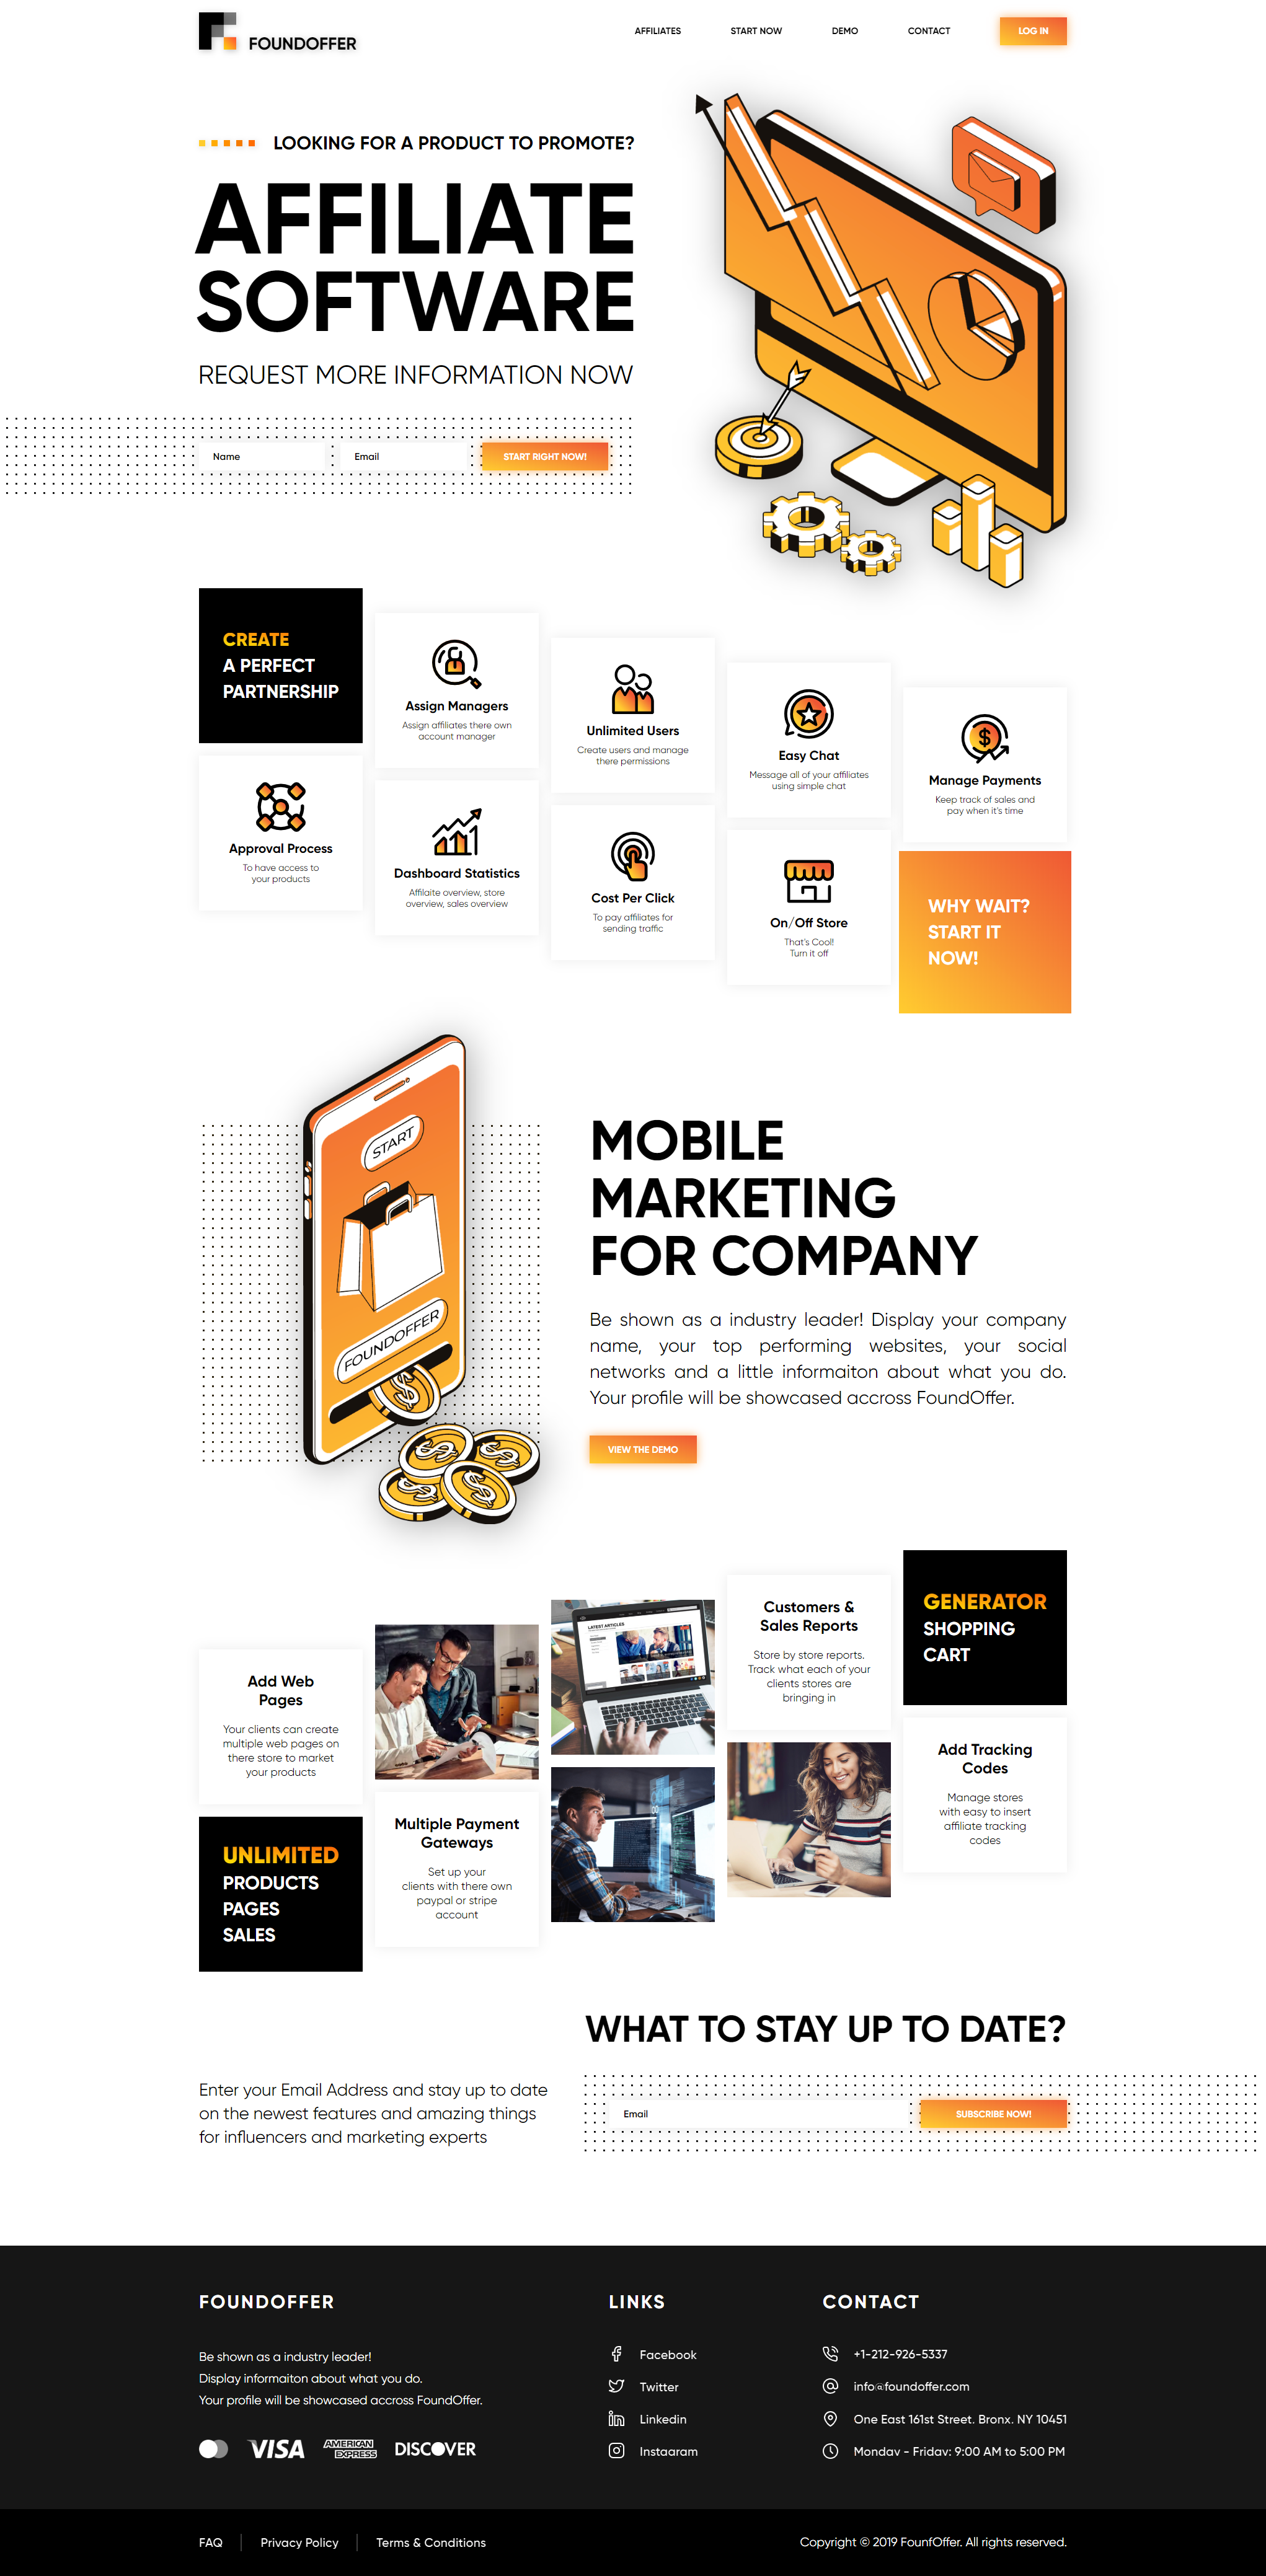 FOUNDOFFER
AFFILIATES
START NOW
DEMO
CONTACT
LOG IN
LOOKING FOR A PRODUCT TO PROMOTE?
AFFILIATE
SOFTWARE
REQUEST MORE INFORMATION NOW
Name
Email
START RIGHT NOW!
CREATE
A PERFECT
PARTNERSHIP
Assign Managers
Assign affiliates there own
account manager
Unlimited Users
Create users and manage
there permissions
Easy Chat
Message all of your affiliates
using simple chat
Manage Payments
Keep track of sales and
pay when it's time
Approval Process
To have access to
your products
Dashboard Statistics
Affilaite overview, store
overview, sales overview
Cost Per Click
To pay affiliates for
sending traffic
On/Off Store
That's Cool!
Turn it off
WHY WAIT?
START IT
NOW!
START
FOUNDOFFER
MOBILE
MARKETING
FOR COMPANY
Be shown as a industry leader! Display your company
name, your top performing websites, your social
networks and a little informaiton about what you do.
Your profile will be showcased accross FoundOffer.
VIEW THE DEMO
Add Web
Pages
Your clients can create
multiple web pages on
there store to market
your products
LATEST ARTICLES
Customers &
Sales Reports
Store by store reports.
Track what each of your
clients stores are
bringing in
GENERATOR
SHOPPING
CART
UNLIMITED
PRODUCTS
PAGES
SALES
Multiple Payment
Gateways
Set up your
clients with there own
paypal or stripe
account
Add Tracking
Codes
Manage stores
with easy to insert
affiliate tracking
codes
WHAT TO STAY UP TO DATE?
Enter your Email Address and stay up to date
on the newest features and amazing things
for influencers and marketing experts
Email
SUBSCRIBE NOW!
FOUNDOFFER
Be shown as a industry leader!
Display informaiton about what you do.
Your profile will be showcased accross FoundOffer.
VISA
AMERICAN
EXPRESS
DISCOVER
LINKS
Facebook
Twitter
Linkedin
Instagram
CONTACT
+1-212-926-5337
info@foundoffer.com
One East 161st Street. Bronx. NY 10451
Monday - Friday: 9:00 AM to 5:00 PM
FAQ
Privacy Policy
Terms & Conditions
Copyright © 2019 FounfOffer. All rights reserved.